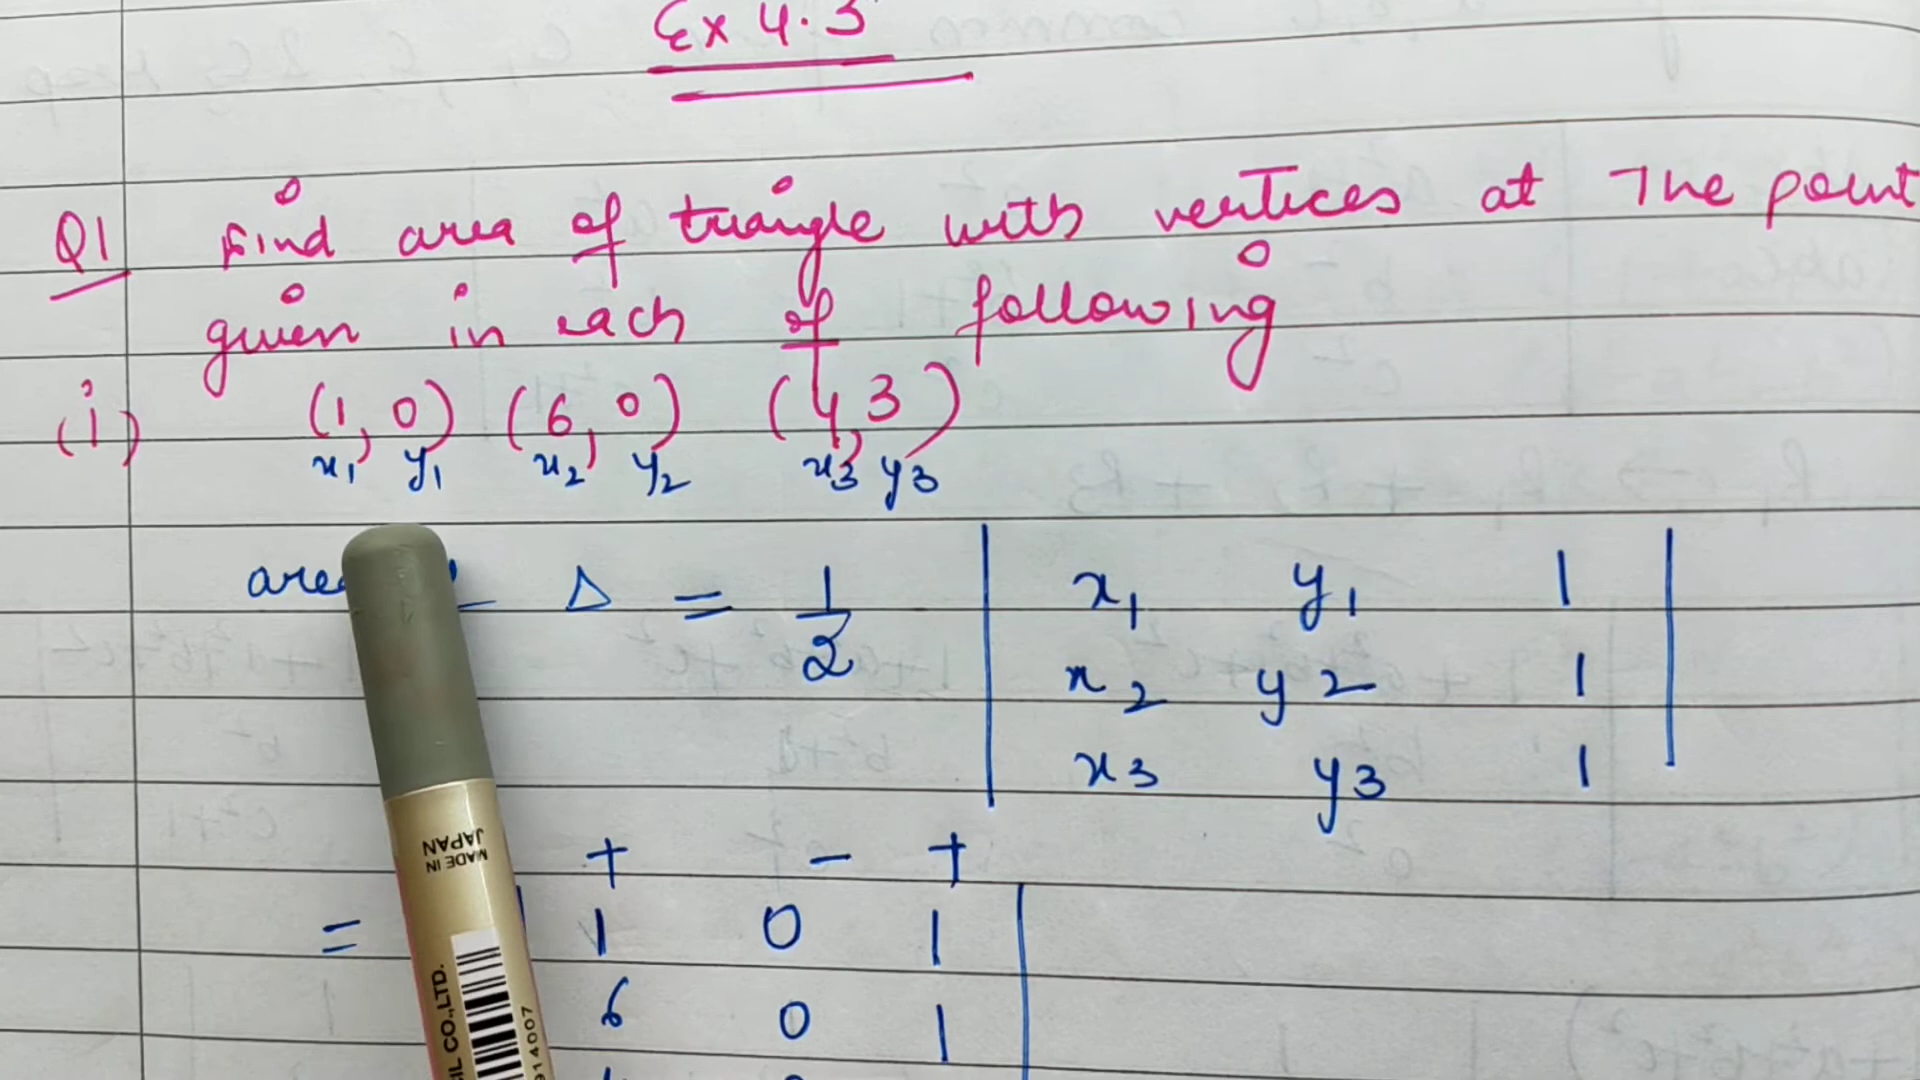 Ex 4.3
Q1 Find area of triangle with vertices at The point
given in each of following
(i) (1, 0) (6, 0) (4, 3)
x1 y1 x2 y2 x3 y3
Δ = 1/2 | x1 y1 1 |
x2 y2 1
x3 y3 1
+ - +
= 1 0 1
6 0 1
MADE IN
JAPAN
CO.,LTD.
914007